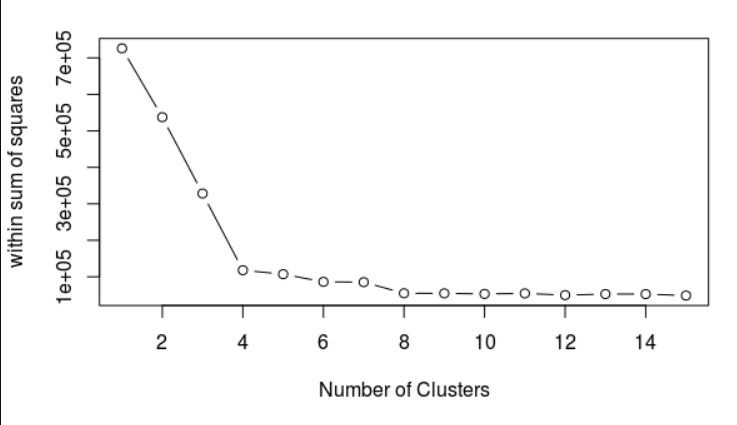 7e+05
5e+05
3e+05
1e+05
within sum of squares
2 4 6 8 10 12 14
Number of Clusters